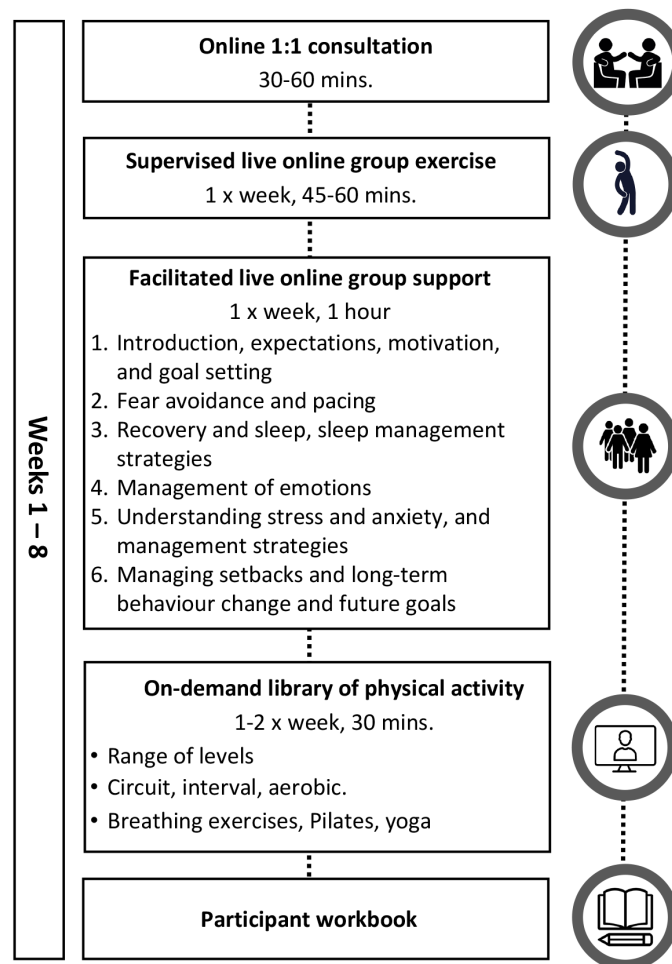 Weeks 1 – 8
Online 1:1 consultation
30-60 mins.
Supervised live online group exercise
1 x week, 45-60 mins.
Facilitated live online group support
1 x week, 1 hour
1. Introduction, expectations, motivation,
and goal setting
2. Fear avoidance and pacing
3. Recovery and sleep, sleep management
strategies
4. Management of emotions
5. Understanding stress and anxiety, and
management strategies
6. Managing setbacks and long-term
behaviour change and future goals
On-demand library of physical activity
1-2 x week, 30 mins.
• Range of levels
• Circuit, interval, aerobic.
• Breathing exercises, Pilates, yoga
Participant workbook